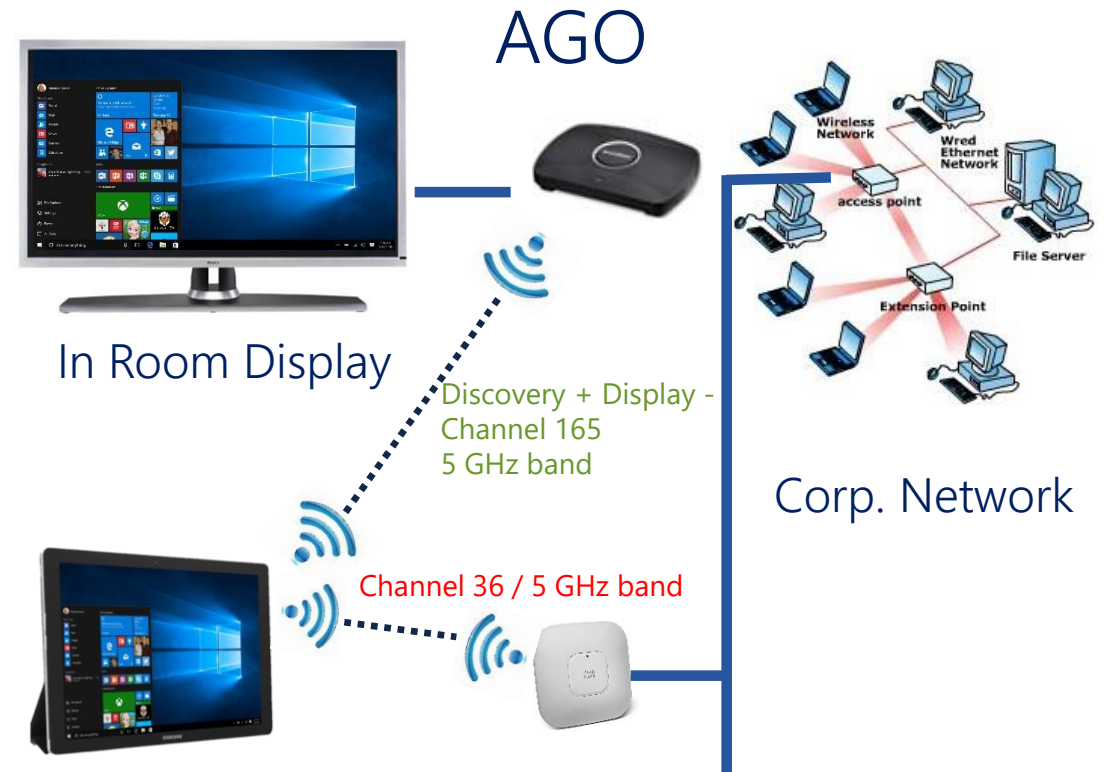 AGO
Wireless
Network
Wred
Ethernet
Network
access point
File Server
Extension Point
In Room Display
Discovery + Display -
Channel 165
5 GHz band
Corp. Network
Channel 36 / 5 GHz band
SAMSUNG